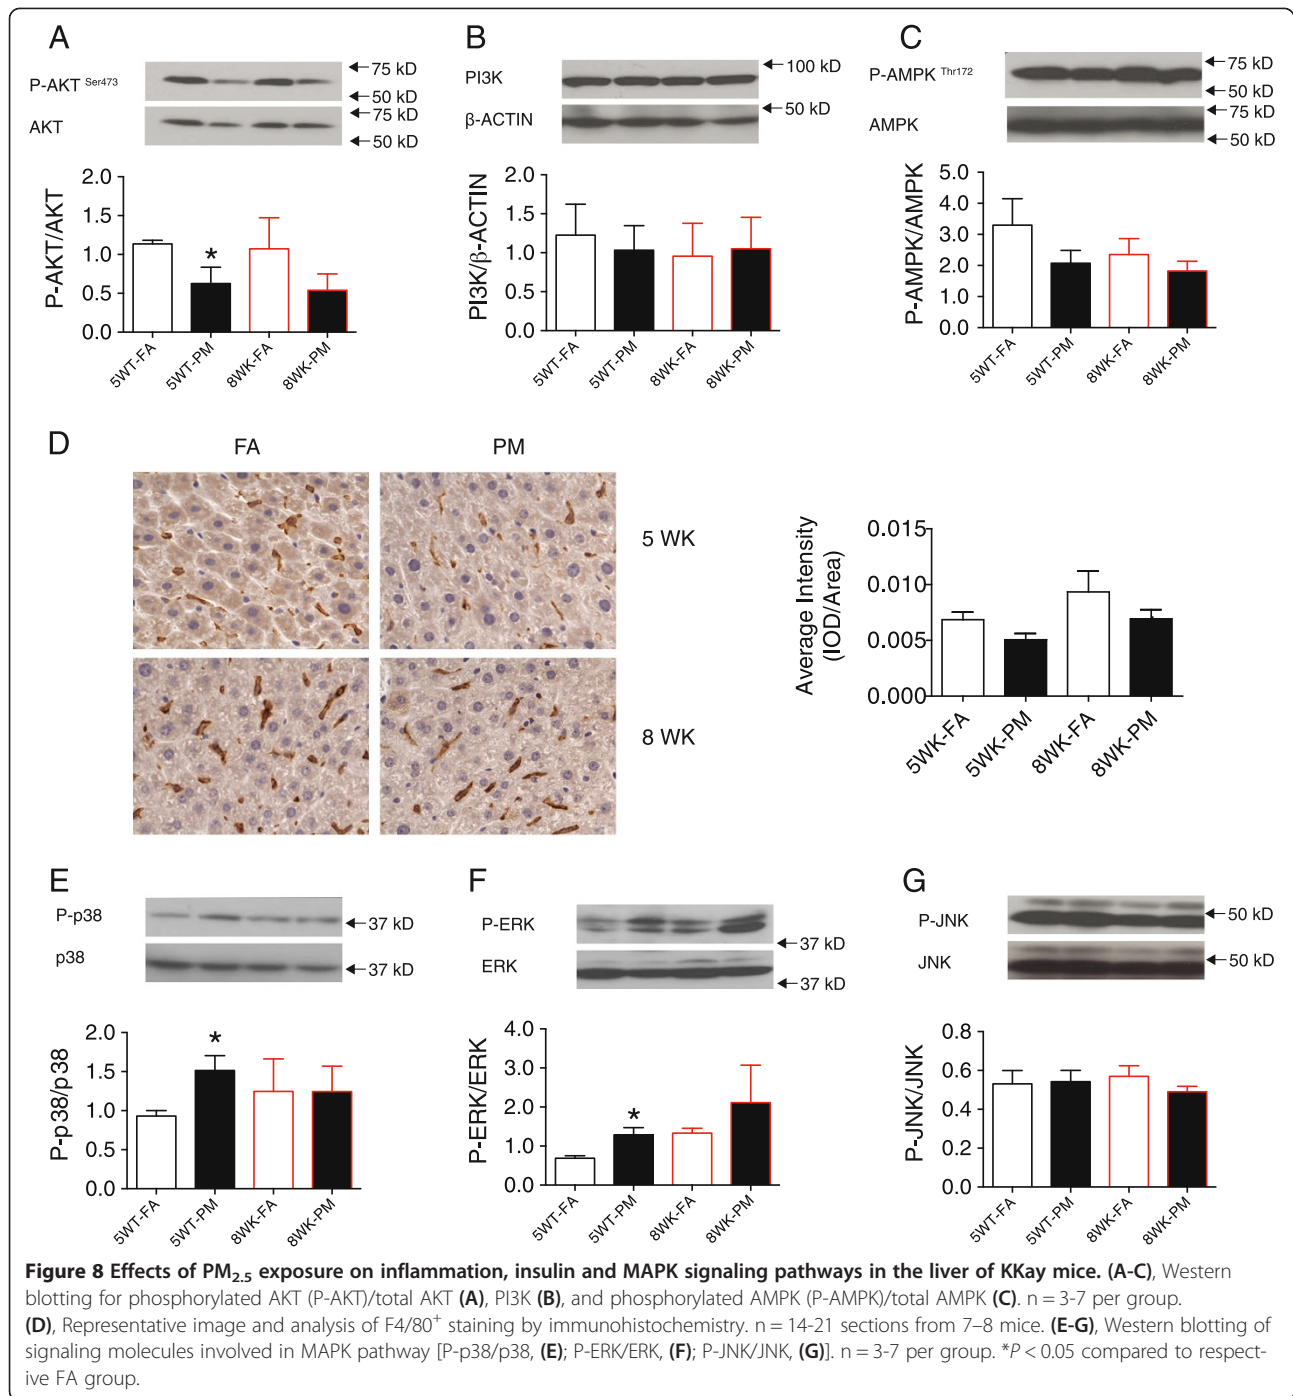 A
P-AKT Ser473
← 75 kD
← 50 kD
AKT
← 75 kD
← 50 kD
P-AKT/AKT
2.0
1.5
1.0
0.5
0.0
*
5WT-FA
5WT-PM
8WK-FA
8WK-PM
B
PI3K
← 100 kD
β-ACTIN
← 50 kD
PI3K/β-ACTIN
2.0
1.5
1.0
0.5
0.0
5WT-FA
5WT-PM
8WK-FA
8WK-PM
C
P-AMPK Thr172
← 75 kD
← 50 kD
AMPK
← 75 kD
← 50 kD
P-AMPK/AMPK
5.0
4.0
3.0
2.0
1.0
0.0
5WT-FA
5WT-PM
8WK-FA
8WK-PM
D
FA
PM
5 WK
8 WK
Average Intensity
(IOD/Area)
0.015
0.010
0.005
0.000
5WK-FA
5WK-PM
8WK-FA
8WK-PM
E
P-p38
← 37 kD
p38
← 37 kD
P-p38/p38
2.0
1.5
1.0
0.5
0.0
*
5WT-FA
5WT-PM
8WK-FA
8WK-PM
F
P-ERK
← 37 kD
ERK
← 37 kD
P-ERK/ERK
4.0
3.0
2.0
1.0
0.0
*
5WT-FA
5WT-PM
8WK-FA
8WK-PM
G
P-JNK
← 50 kD
JNK
← 50 kD
P-JNK/JNK
0.8
0.6
0.4
0.2
0.0
5WT-FA
5WT-PM
8WK-FA
8WK-PM
Figure 8 Effects of PM2.5 exposure on inflammation, insulin and MAPK signaling pathways in the liver of KKay mice. (A-C), Western
blotting for phosphorylated AKT (P-AKT)/total AKT (A), PI3K (B), and phosphorylated AMPK (P-AMPK)/total AMPK (C). n = 3-7 per group.
(D), Representative image and analysis of F4/80+ staining by immunohistochemistry. n = 14-21 sections from 7–8 mice. (E-G), Western blotting of
signaling molecules involved in MAPK pathway [P-p38/p38, (E); P-ERK/ERK, (F); P-JNK/JNK, (G)]. n = 3-7 per group. *P < 0.05 compared to respect-
ive FA group.